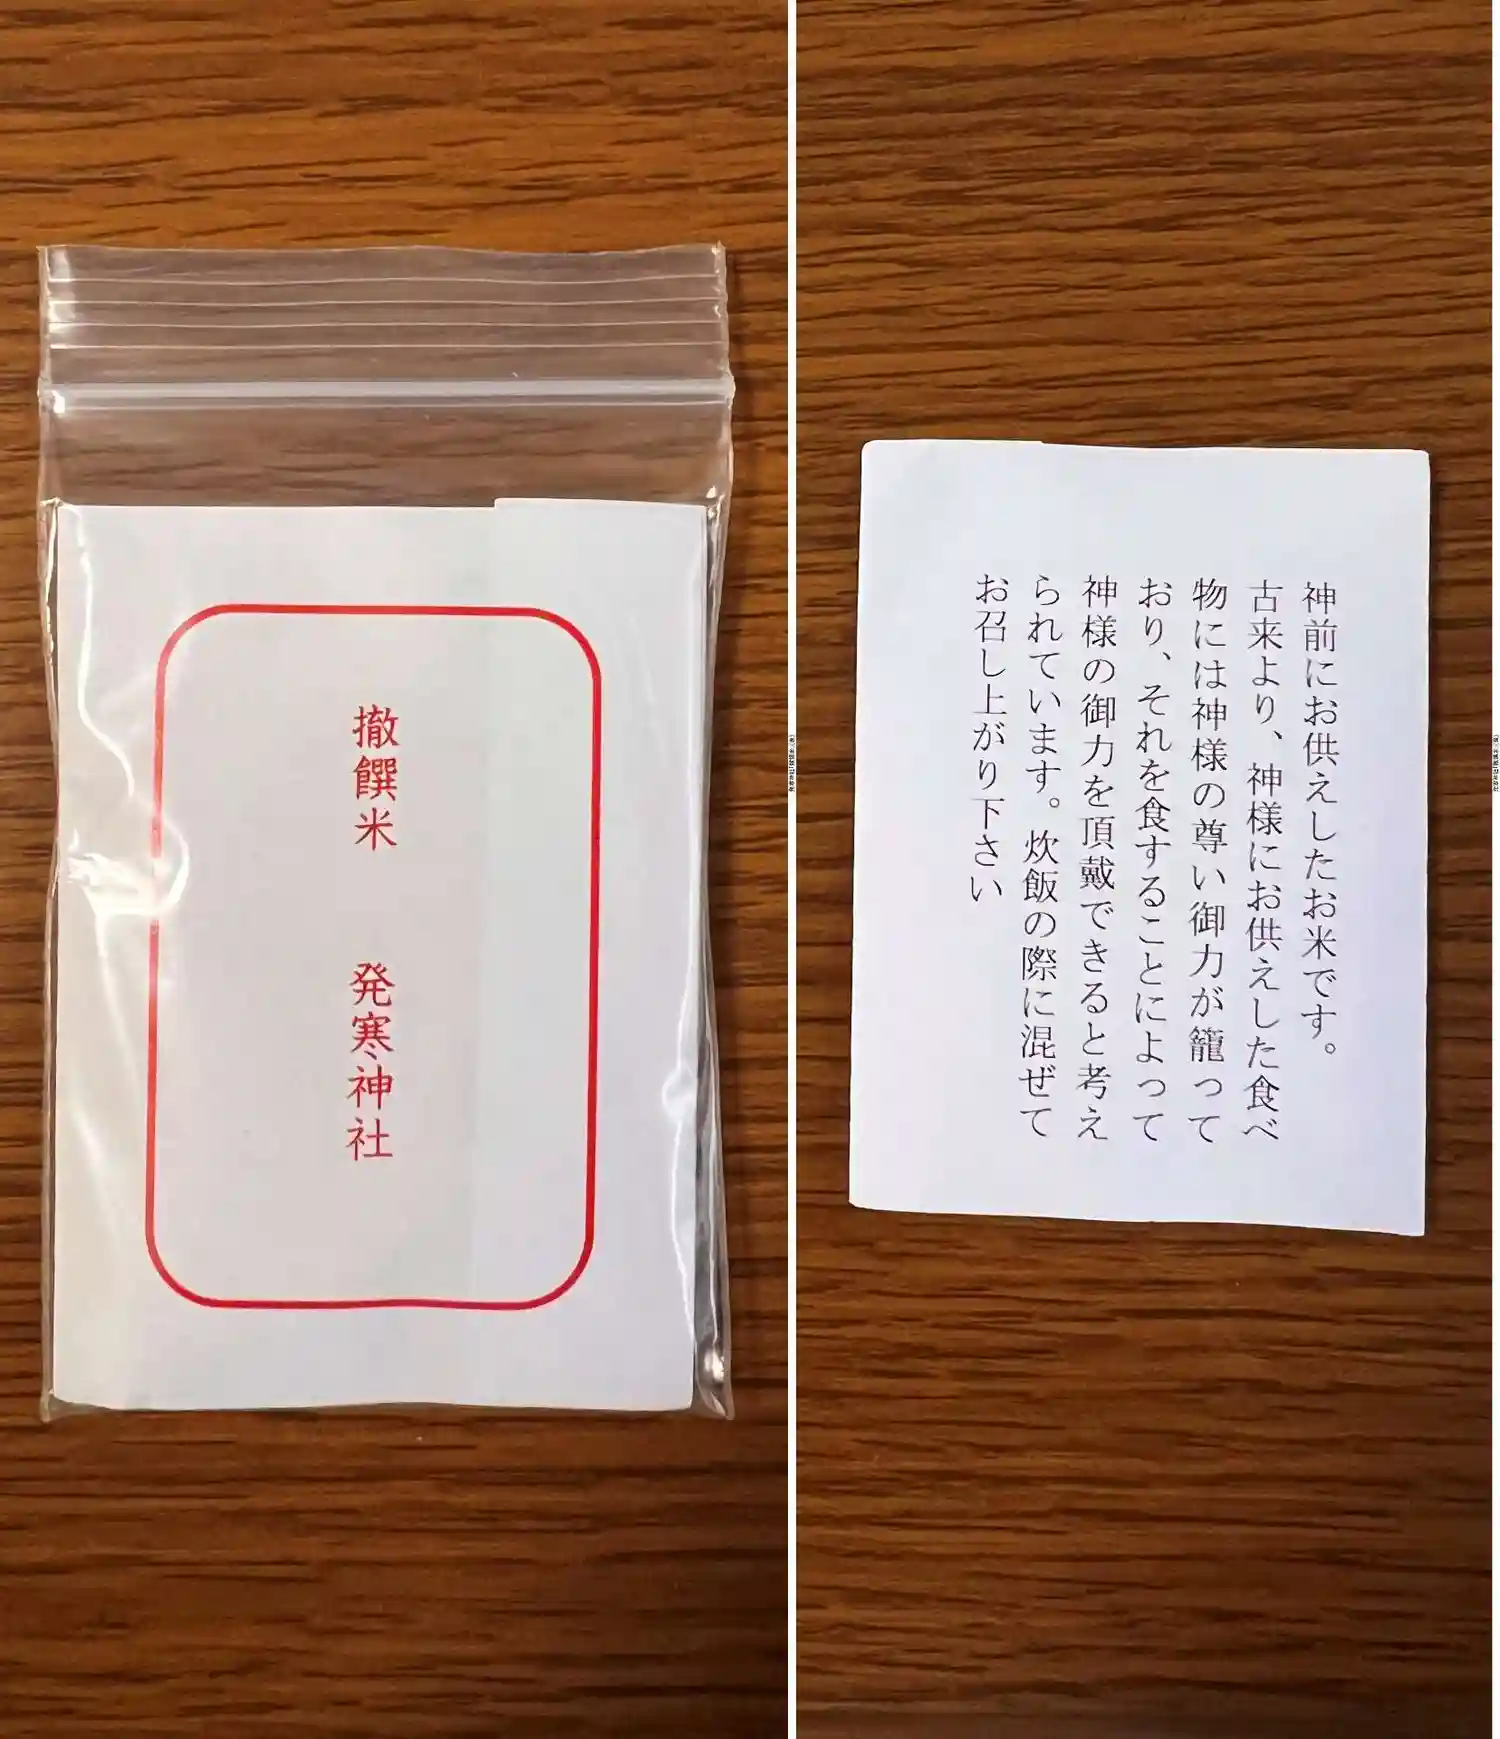 撤饌米　発寒神社
神前にお供えしたお米です。
古来より、神様にお供えした食べ
物には神様の尊い御力が籠って
おり、それを食することによって
神様の御力を頂戴できると考え
られています。炊飯の際に混ぜて
お召し上がり下さい